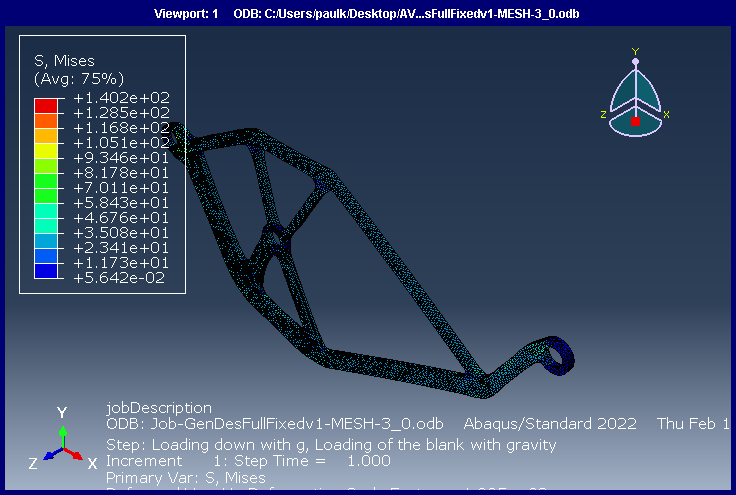 Viewport: 1 ODB: C:/Users/paulk/Desktop/AV...sFullFixedv1-MESH-3_0.odb
S, Mises
(Avg: 75%)
+1.402e+02
+1.285e+02
+1.168e+02
+1.051e+02
+9.346e+01
+8.178e+01
+7.011e+01
+5.843e+01
+4.676e+01
+3.508e+01
+2.341e+01
+1.173e+01
+5.642e-02
Y
Z
X
Y
Z
X
jobDescription
ODB: Job-GenDesFullFixedv1-MESH-3_0.odb Abaqus/Standard 2022 Thu Feb 1
Step: Loading down with g, Loading of the blank with gravity
Increment 1: Step Time = 1.000
Primary Var: S, Mises